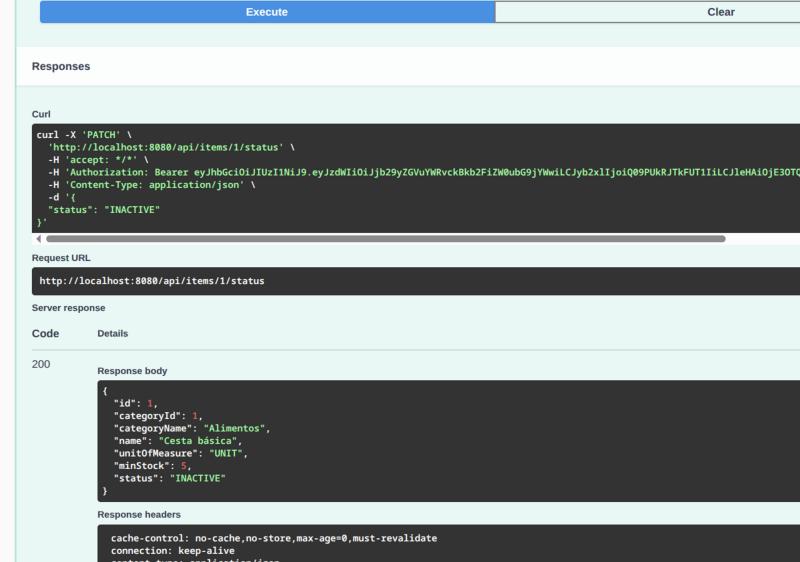 Execute
Clear
Responses
Curl
curl -X 'PATCH' \
'http://localhost:8080/api/items/1/status' \
-H 'accept: */*' \
-H 'Authorization: Bearer eyJhbGciOiJIUzI1NiJ9.eyJzdWIiOiJjb29yZGVuYWRvckBkb2FiZW0ubG9jYWwiLCJyb2xlIjoiQ09PUkRJTkFUT1IiLCJleHAiOjE3OTQ
-H 'Content-Type: application/json' \
-d '{
"status": "INACTIVE"
}'
Request URL
http://localhost:8080/api/items/1/status
Server response
Code Details
200
Response body
{
"id": 1,
"categoryId": 1,
"categoryName": "Alimentos",
"name": "Cesta básica",
"unitOfMeasure": "UNIT",
"minStock": 5,
"status": "INACTIVE"
}
Response headers
cache-control: no-cache,no-store,max-age=0,must-revalidate
connection: keep-alive